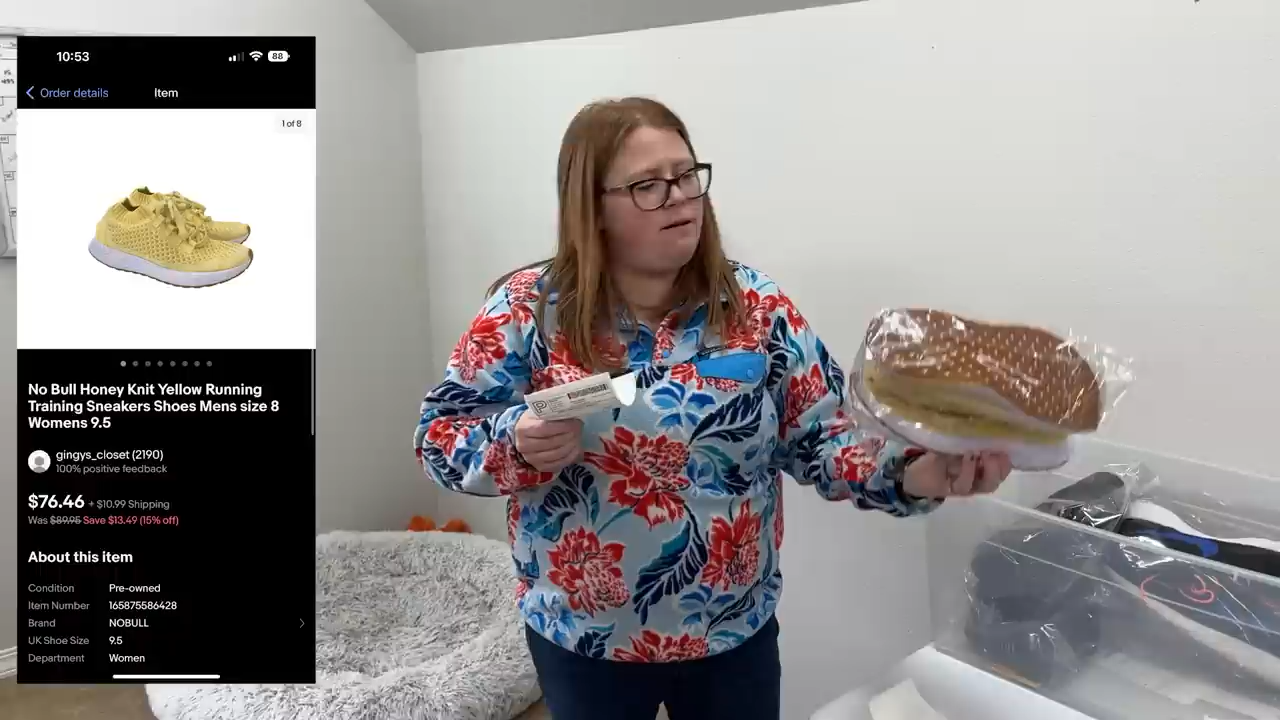 10:53
88
Order details
Item
1 of 8
No Bull Honey Knit Yellow Running
Training Sneakers Shoes Mens size 8
Womens 9.5
gingys_closet (2190)
100% positive feedback
$76.46 + $10.99 Shipping
Was $89.95 Save $13.49 (15% off)
About this item
Condition Pre-owned
Item Number 165875586428
Brand NOBULL
UK Shoe Size 9.5
Department Women
P